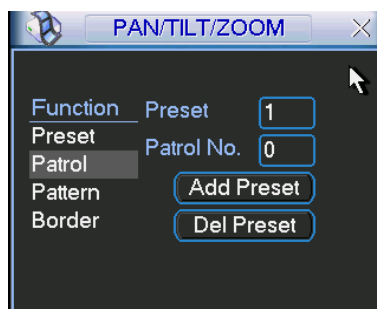 PAN/TILT/ZOOM
Function
Preset
Patrol
Pattern
Border
Preset 1
Patrol No. 0
Add Preset
Del Preset